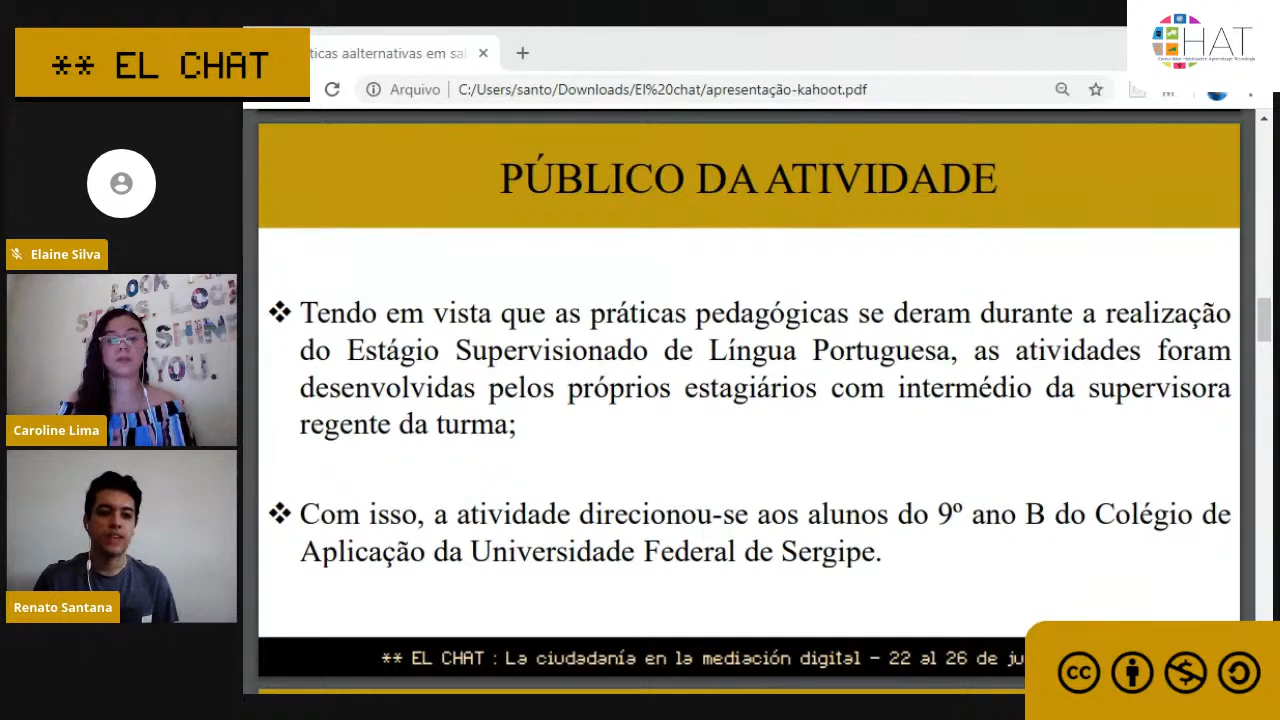 ** EL CHAT
ticas aalternativas em sal
Arquivo C:/Users/santo/Downloads/El%20chat/apresentação-kahoot.pdf
HAT
Elaine Silva
Caroline Lima
Renato Santana
PÚBLICO DA ATIVIDADE
Tendo em vista que as práticas pedagógicas se deram durante a realização
do Estágio Supervisionado de Língua Portuguesa, as atividades foram
desenvolvidas pelos próprios estagiários com intermédio da supervisora
regente da turma;
Com isso, a atividade direcionou-se aos alunos do 9º ano B do Colégio de
Aplicação da Universidade Federal de Sergipe.
** EL CHAT : La ciudadanía en la mediación digital – 22 al 26 de ju
CC
SHINE
YOU.